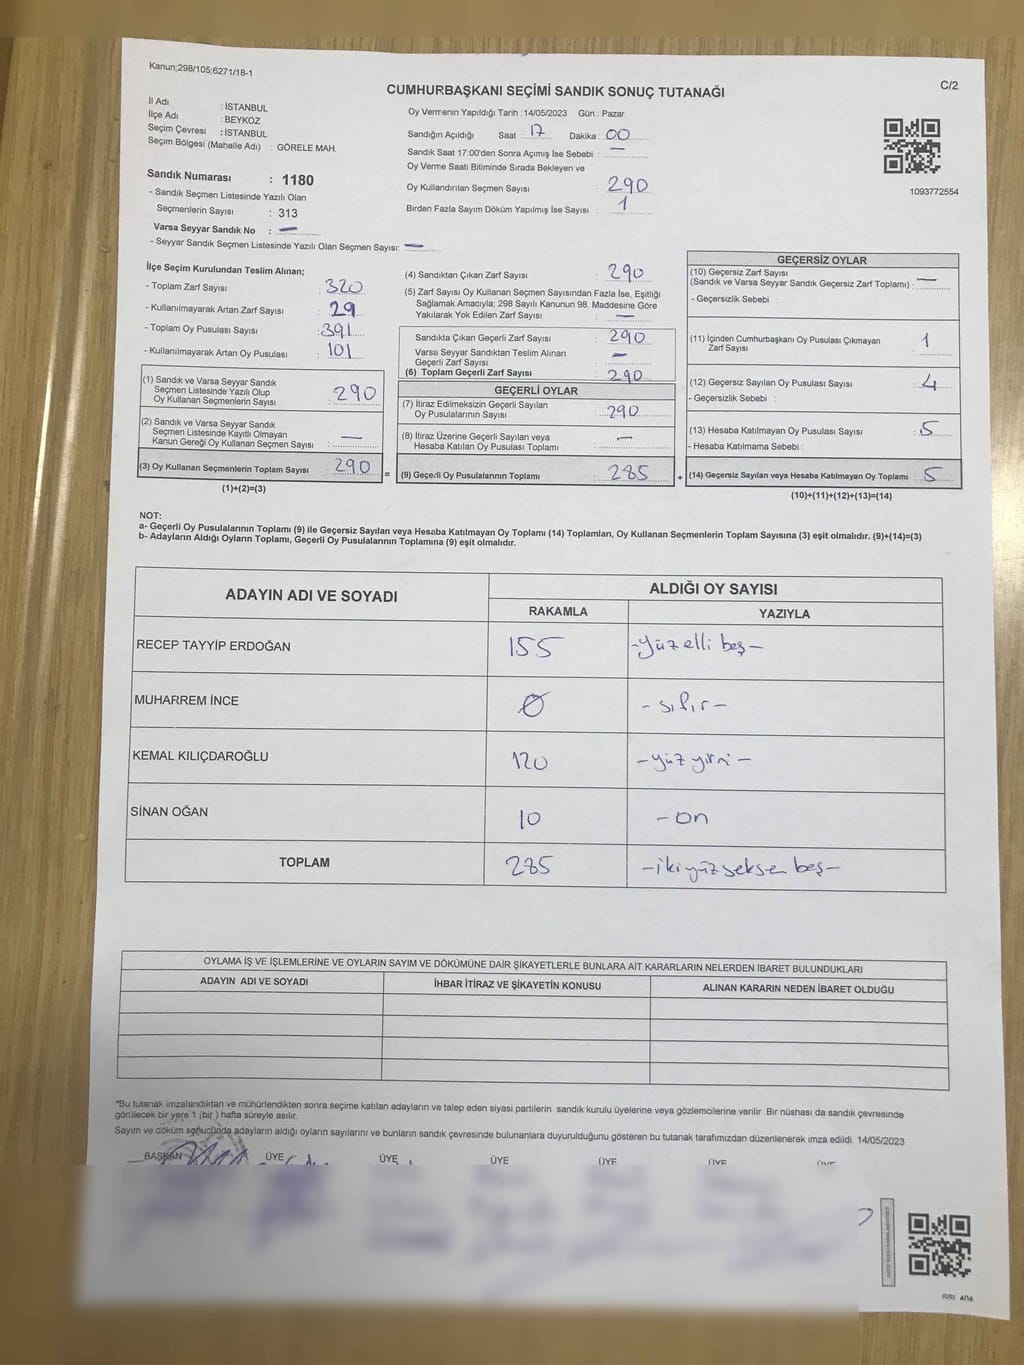 Kanun;298/105;6271/18-1
C/2
CUMHURBAŞKANI SEÇİMİ SANDIK SONUÇ TUTANAĞI
İl Adı : İSTANBUL
İlçe Adı : BEYKOZ
Seçim Çevresi : İSTANBUL
Seçim Bölgesi (Mahalle Adı) : GÖRELE MAH.
Sandık Numarası : 1180
- Sandık Seçmen Listesinde Yazılı Olan
Seçmenlerin Sayısı : 313
Varsa Seyyar Sandık No : —
- Seyyar Sandık Seçmen Listesinde Yazılı Olan Seçmen Sayısı: —
Oy Vermenin Yapıldığı Tarih :14/05/2023 Gün : Pazar
Sandığın Açıldığı Saat : 17 Dakika : 00
Sandık Saat 17:00'den Sonra Açımış İse Sebebi : —
Oy Verme Saati Bitiminde Sırada Bekleyen ve
Oy Kullandırılan Seçmen Sayısı : 290
Birden Fazla Sayım Döküm Yapılmış İse Sayısı : 1
1093772554
İlçe Seçim Kurulundan Teslim Alınan;
- Toplam Zarf Sayısı : 320
- Kullanılmayarak Artan Zarf Sayısı : 29
- Toplam Oy Pusulası Sayısı : 391
- Kullanılmayarak Artan Oy Pusulası : 101
(1) Sandık ve Varsa Seyyar Sandık
Seçmen Listesinde Yazılı Olup
Oy Kullanan Seçmenlerin Sayısı : 290
(2) Sandık ve Varsa Seyyar Sandık
Seçmen Listesinde Kayıtlı Olmayan
Kanun Gereği Oy Kullanan Seçmen Sayısı : —
(3) Oy Kullanan Seçmenlerin Toplam Sayısı : 290
(1)+(2)=(3)
=
(4) Sandıktan Çıkan Zarf Sayısı : 290
(5) Zarf Sayısı Oy Kullanan Seçmen Sayısından Fazla İse, Eşitliği
Sağlamak Amacıyla; 298 Sayılı Kanunun 98. Maddesine Göre
Yakılarak Yok Edilen Zarf Sayısı : —
Sandıkta Çıkan Geçerli Zarf Sayısı : 290
Varsa Seyyar Sandıktan Teslim Alınan
(Geçerli Zarf Sayısı) : —
(6) Toplam Geçerli Zarf Sayısı : 290
GEÇERLİ OYLAR
(7) İtiraz Edilmeksizin Geçerli Sayılan
Oy Pusulalarının Sayısı : 290
(8) İtiraz Üzerine Geçerli Sayılan veya
Hesaba Katılan Oy Pusulası Toplamı : —
(9) Geçerli Oy Pusulalarının Toplamı : 285
+
GEÇERSİZ OYLAR
(10) Geçersiz Zarf Sayısı
(Sandık ve Varsa Seyyar Sandık Geçersiz Zarf Toplamı) : —
- Geçersizlik Sebebi :
(11) İçinden Cumhurbaşkanı Oy Pusulası Çıkmayan
Zarf Sayısı : 1
(12) Geçersiz Sayılan Oy Pusulası Sayısı : 4
- Geçersizlik Sebebi :
(13) Hesaba Katılmayan Oy Pusulası Sayısı : 5
- Hesaba Katılmama Sebebi :
(14) Geçersiz Sayılan veya Hesaba Katılmayan Oy Toplamı : 5
(10)+(11)+(12)+(13)=(14)
NOT:
a- Geçerli Oy Pusulalarının Toplamı (9) ile Geçersiz Sayılan veya Hesaba Katılmayan Oy Toplamı (14) Toplamları, Oy Kullanan Seçmenlerin Toplam Sayısına (3) eşit olmalıdır. (9)+(14)=(3)
b- Adayların Aldığı Oyların Toplamı, Geçerli Oy Pusulalarının Toplamına (9) eşit olmalıdır.
ADAYIN ADI VE SOYADI
ALDIĞI OY SAYISI
RAKAMLA YAZIYLA
RECEP TAYYİP ERDOĞAN 155 -yüz elli beş-
MUHARREM İNCE 0 - sıfır -
KEMAL KILIÇDAROĞLU 120 -yüz yirmi-
SİNAN OĞAN 10 - on
TOPLAM 285 -ikiyüz seksen beş-
OYLAMA İŞ VE İŞLEMLERİNE VE OYLARIN SAYIM VE DÖKÜMÜNE DAİR ŞİKAYETLERLE BUNLARA AİT KARARLARIN NELERDEN İBARET BULUNDUKLARI
ADAYIN ADI VE SOYADI İHBAR İTİRAZ VE ŞİKAYETİN KONUSU ALINAN KARARIN NEDEN İBARET OLDUĞU
*Bu tutanak imzalandıktan ve mühürlendikten sonra seçime katılan adayların ve talep eden siyasi partilerin sandık kurulu üyelerine veya gözlemcilerine verilir .Bir nüshası da sandık çevresinde
görülecek bir yere 1 (bir ) hafta süreyle asılır.
Sayım ve döküm sonucunda adayların aldığı oyların sayılarını ve bunların sandık çevresinde bulunanlara duyurulduğunu gösteren bu tutanak tarafımızdan düzenlenerek imza edildi. 14/05/2023
BAŞKAN ÜYE ÜYE ÜYE ÜYE ÜYE ÜYE